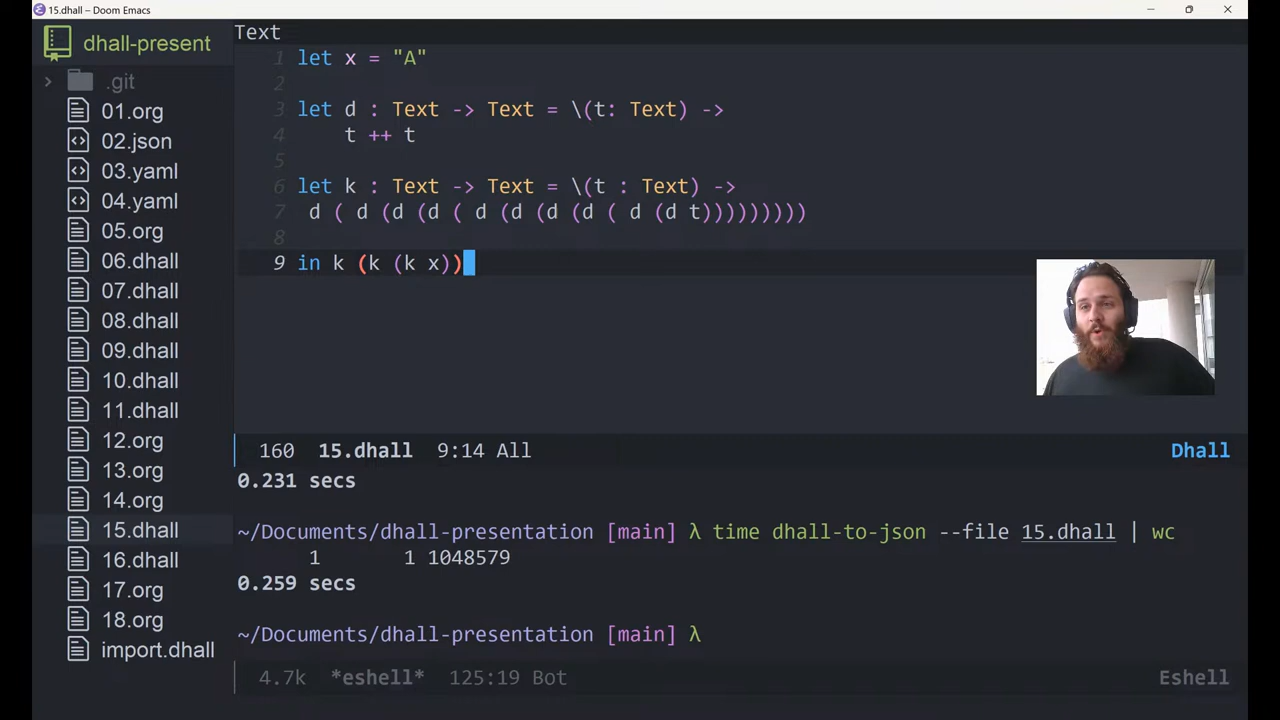 15.dhall – Doom Emacs
dhall-present
.git
01.org
02.json
03.yaml
04.yaml
05.org
06.dhall
07.dhall
08.dhall
09.dhall
10.dhall
11.dhall
12.org
13.org
14.org
15.dhall
16.dhall
17.org
18.org
import.dhall
Text
1 let x = "A"
2
3 let d : Text -> Text = \(t: Text) ->
4 t ++ t
5
6 let k : Text -> Text = \(t : Text) ->
7 d ( d (d (d ( d (d (d (d ( d (d t)))))))))
8
9 in k (k (k x))
160 15.dhall 9:14 All Dhall
0.231 secs
~/Documents/dhall-presentation [main] λ time dhall-to-json --file 15.dhall | wc
1 1 1048579
0.259 secs
~/Documents/dhall-presentation [main] λ
4.7k *eshell* 125:19 Bot Eshell